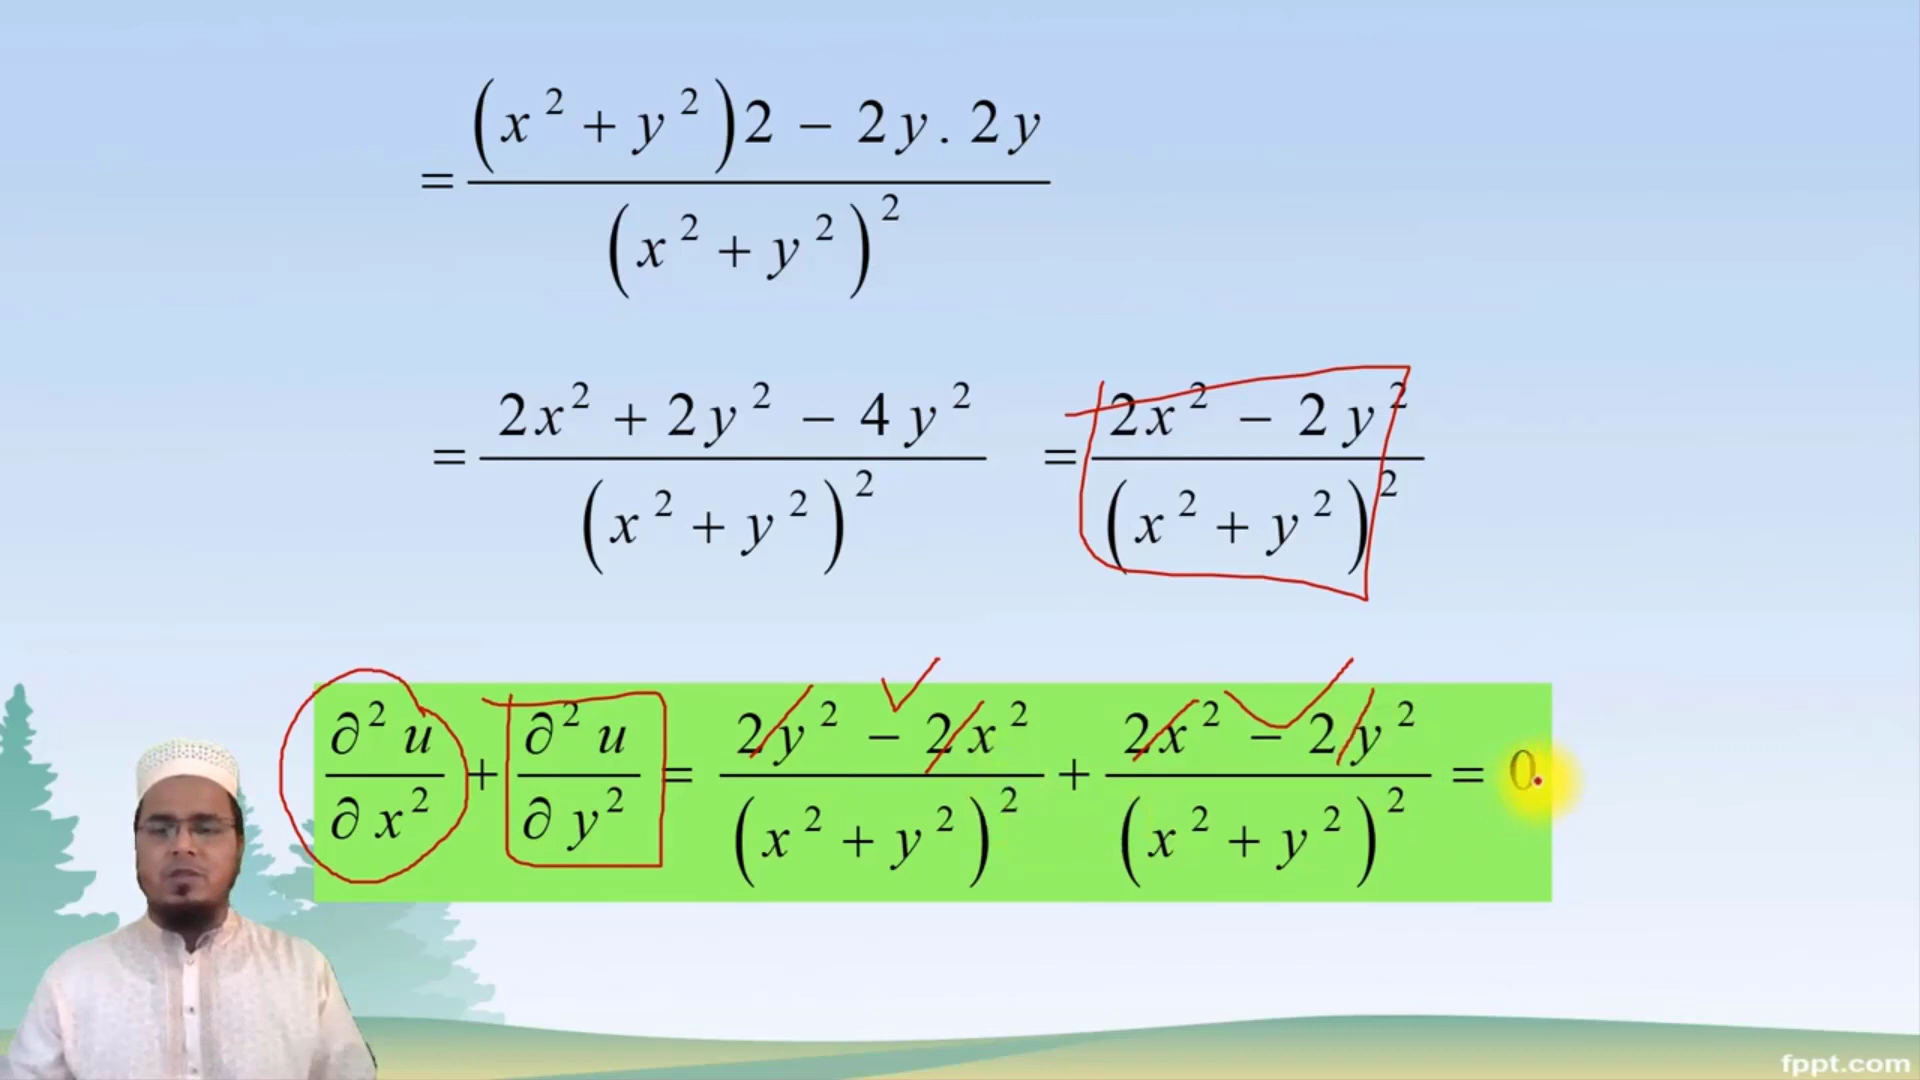 = ((x² + y²)2 − 2y . 2y) / (x² + y²)²
= (2x² + 2y² − 4y²) / (x² + y²)² = (2x² − 2y²) / (x² + y²)²
∂²u/∂x² + ∂²u/∂y² = (2y² − 2x²) / (x² + y²)² + (2x² − 2y²) / (x² + y²)² = 0
fppt.com